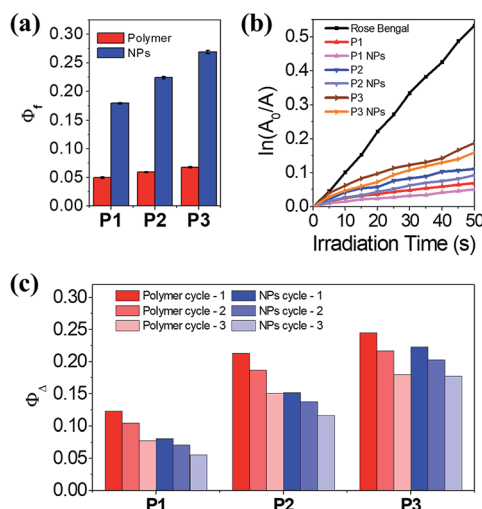 (a)
Polymer
NPs
Φf
0.30
0.25
0.20
0.15
0.10
0.05
0.00
P1 P2 P3
(b)
Rose Bengal
P1
P1 NPs
P2
P2 NPs
P3
P3 NPs
ln(A0/A)
0.5
0.4
0.3
0.2
0.1
0.0
0 10 20 30 40 50
Irradiation Time (s)
(c)
Polymer cycle - 1 NPs cycle - 1
Polymer cycle - 2 NPs cycle - 2
Polymer cycle - 3 NPs cycle - 3
ΦΔ
0.30
0.25
0.20
0.15
0.10
0.05
0.00
P1 P2 P3